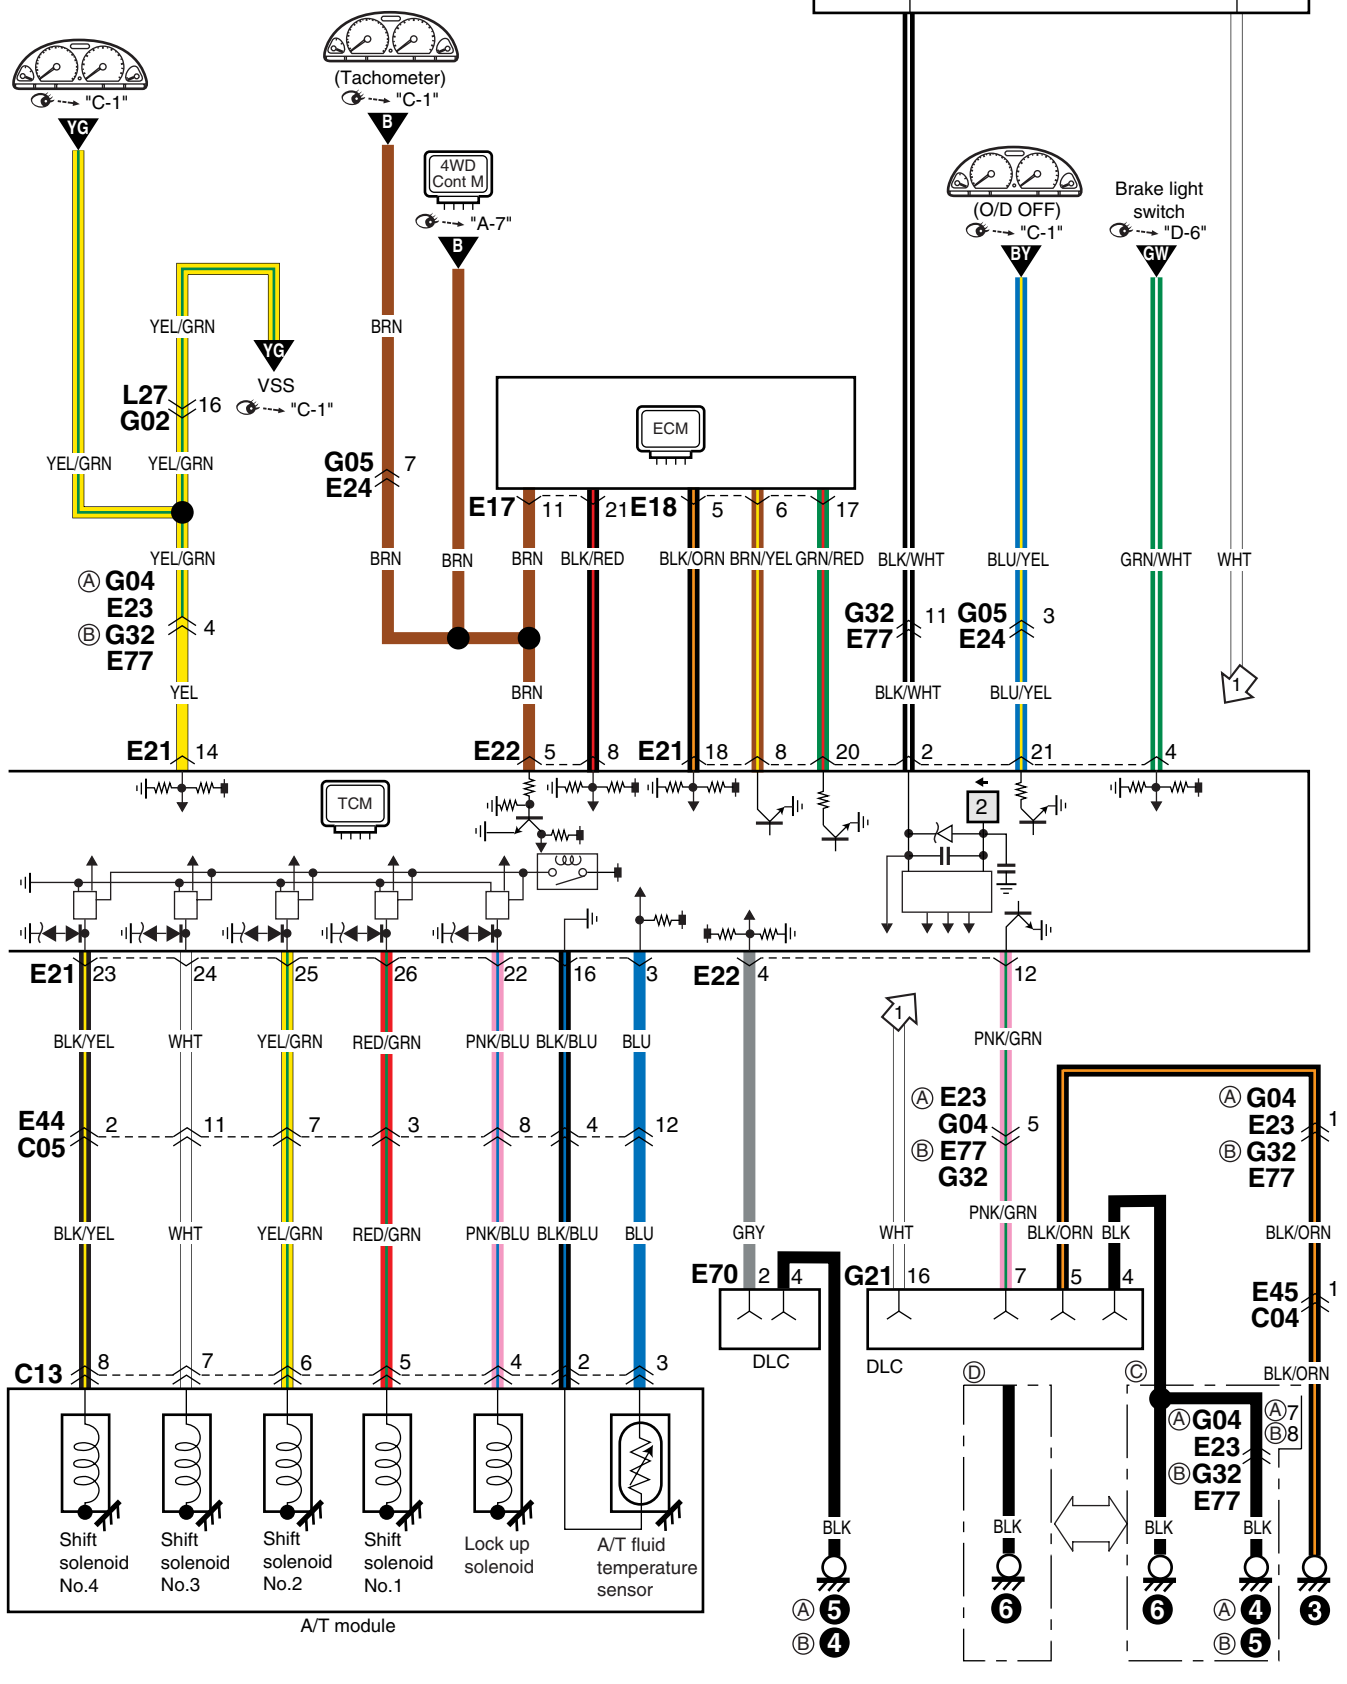 (Tachometer)
"C-1"
"C-1"
YG
B
4WD
Cont M
"A-7"
B
(O/D OFF)
"C-1"
BY
Brake light
switch
"D-6"
GW
YEL/GRN
BRN
YG
VSS
"C-1"
L27
G02
16
ECM
YEL/GRN
YEL/GRN
G05
E24
7
E17
11
21
E18
5
6
17
YEL/GRN
BRN
BRN
BRN
BLK/RED
BLK/ORN
BRN/YEL
GRN/RED
BLK/WHT
BLU/YEL
GRN/WHT
WHT
A G04
E23
B G32
E77
4
G32
E77
11
G05
E24
3
YEL
BRN
BLK/WHT
BLU/YEL
1
E21
14
E22
5
8
E21
18
8
20
2
21
4
TCM
2
E21
23
24
25
26
22
16
3
E22
4
12
1
BLK/YEL
WHT
YEL/GRN
RED/GRN
PNK/BLU
BLK/BLU
BLU
PNK/GRN
A E23
G04
B E77
G32
5
A G04
E23
B G32
E77
1
E44
C05
2
11
7
3
8
4
12
PNK/GRN
BLK/YEL
WHT
YEL/GRN
RED/GRN
PNK/BLU
BLK/BLU
BLU
GRY
WHT
BLK/ORN
BLK
BLK/ORN
E70
2
4
G21
16
7
5
4
E45
C04
1
DLC
DLC
C13
8
7
6
5
4
2
3
D
C
BLK/ORN
A G04
E23
B G32
E77
A 7
B 8
BLK
BLK
BLK
BLK
Shift
solenoid
No.4
Shift
solenoid
No.3
Shift
solenoid
No.2
Shift
solenoid
No.1
Lock up
solenoid
A/T fluid
temperature
sensor
A/T module
A 5
B 4
6
6
A 4
B 5
3